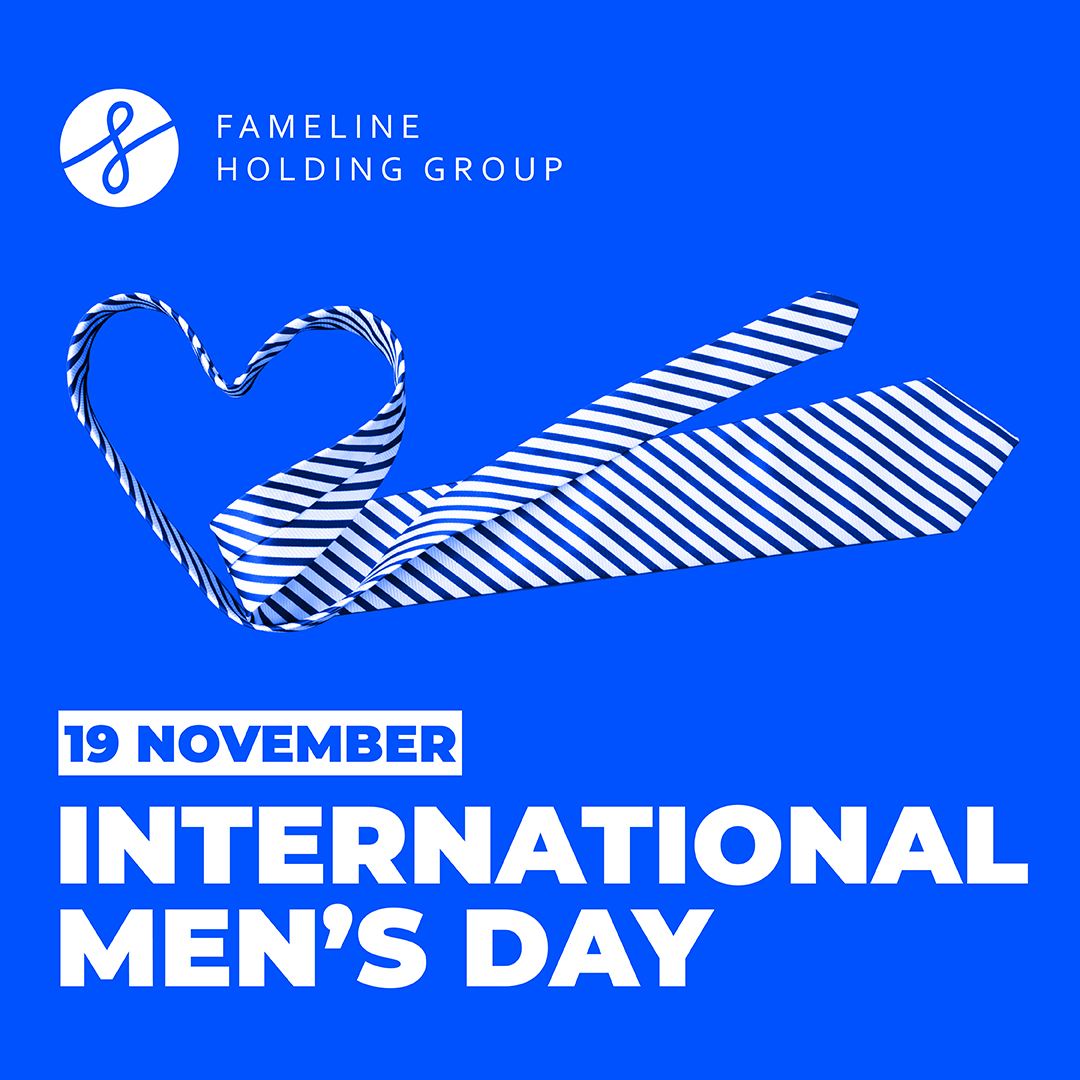 FAMELINE
HOLDING GROUP
19 NOVEMBER
INTERNATIONAL
MEN’S DAY